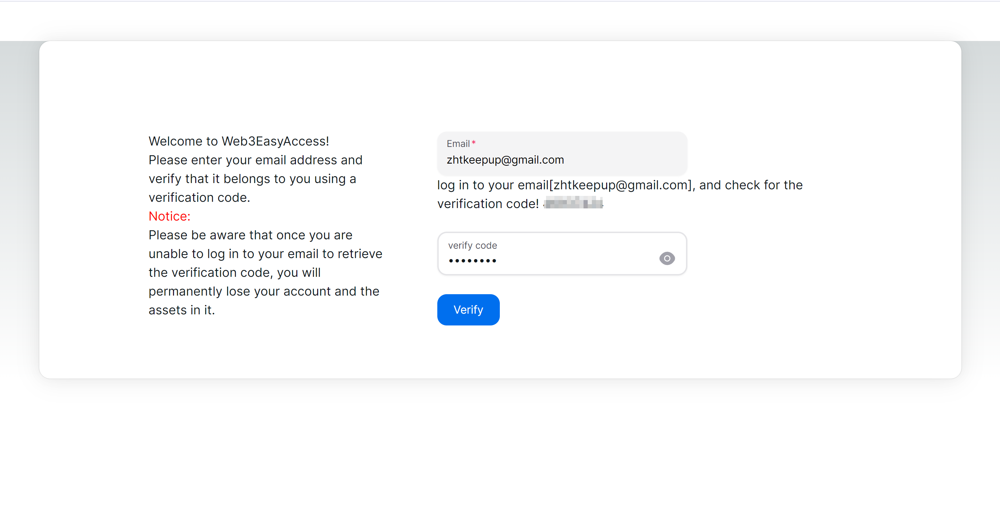 Welcome to Web3EasyAccess!
Please enter your email address and
verify that it belongs to you using a
verification code.
Notice:
Please be aware that once you are
unable to log in to your email to retrieve
the verification code, you will
permanently lose your account and the
assets in it.
Email*
zhtkeepup@gmail.com
log in to your email[zhtkeepup@gmail.com], and check for the
verification code!
verify code
••••••••
Verify